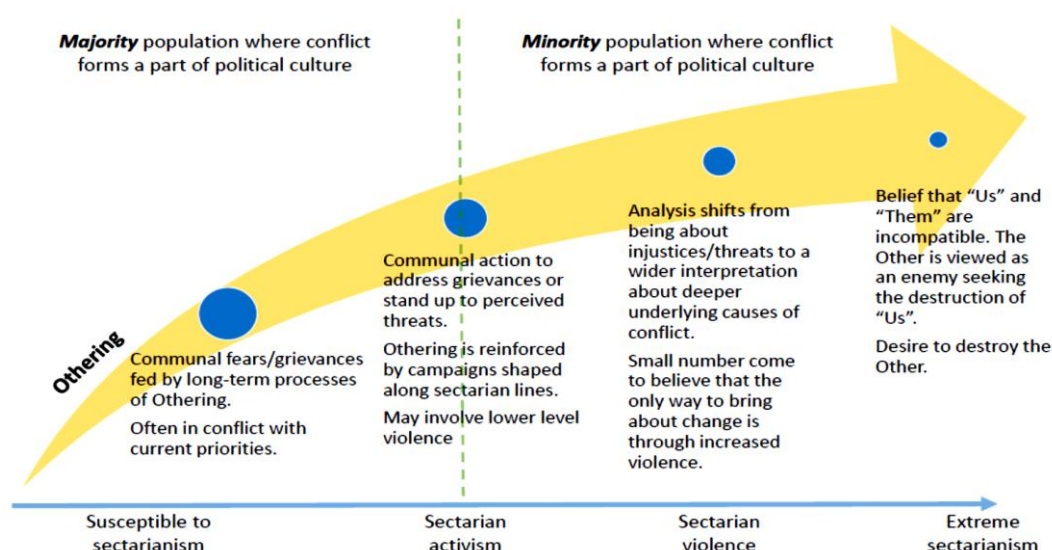 Majority population where conflict
forms a part of political culture
Minority population where conflict
forms a part of political culture
Othering
Communal fears/grievances
fed by long-term processes
of Othering.
Often in conflict with
current priorities.
Communal action to
address grievances or
stand up to perceived
threats.
Othering is reinforced
by campaigns shaped
along sectarian lines.
May involve lower level
violence
Analysis shifts from
being about
injustices/threats to a
wider interpretation
about deeper
underlying causes of
conflict.
Small number come
to believe that the
only way to bring
about change is
through increased
violence.
Belief that “Us” and
“Them” are
incompatible. The
Other is viewed as
an enemy seeking
the destruction of
“Us”.
Desire to destroy the
Other.
Susceptible to
sectarianism
Sectarian
activism
Sectarian
violence
Extreme
sectarianism